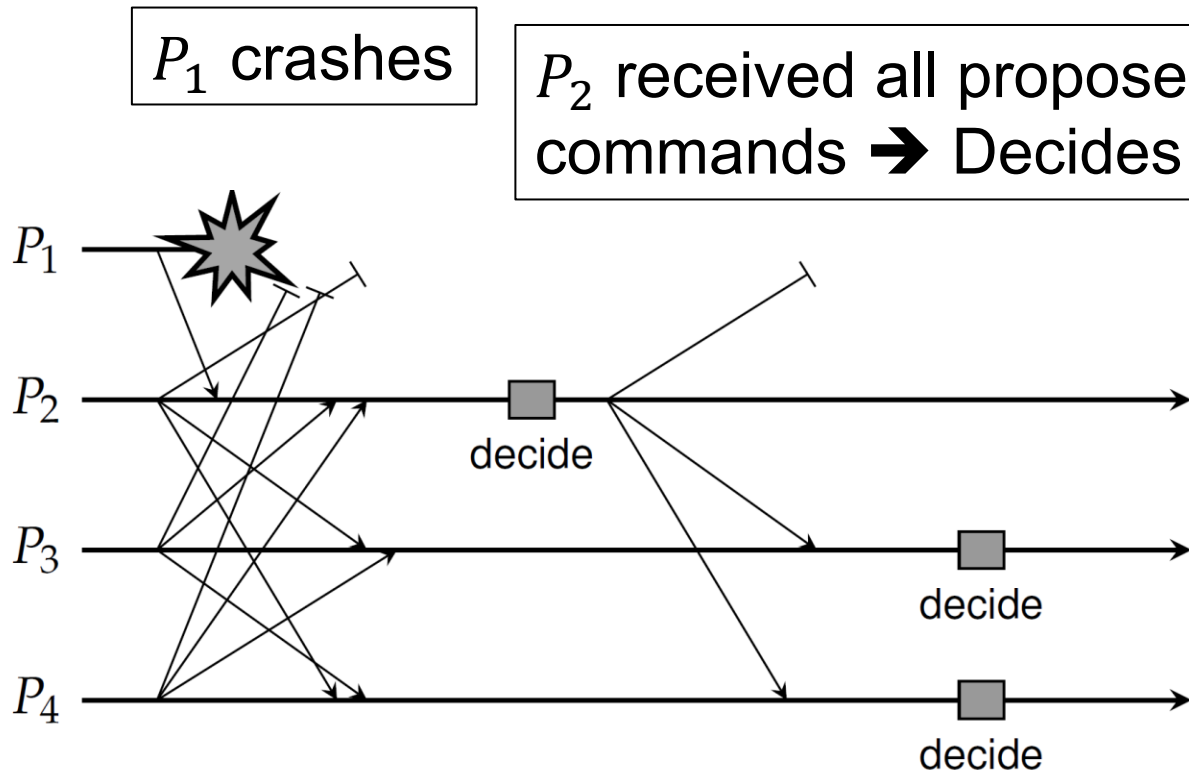 P₁ crashes
P₂ received all propose
commands ➔ Decides
P₁
P₂
decide
P₃
decide
P₄
decide